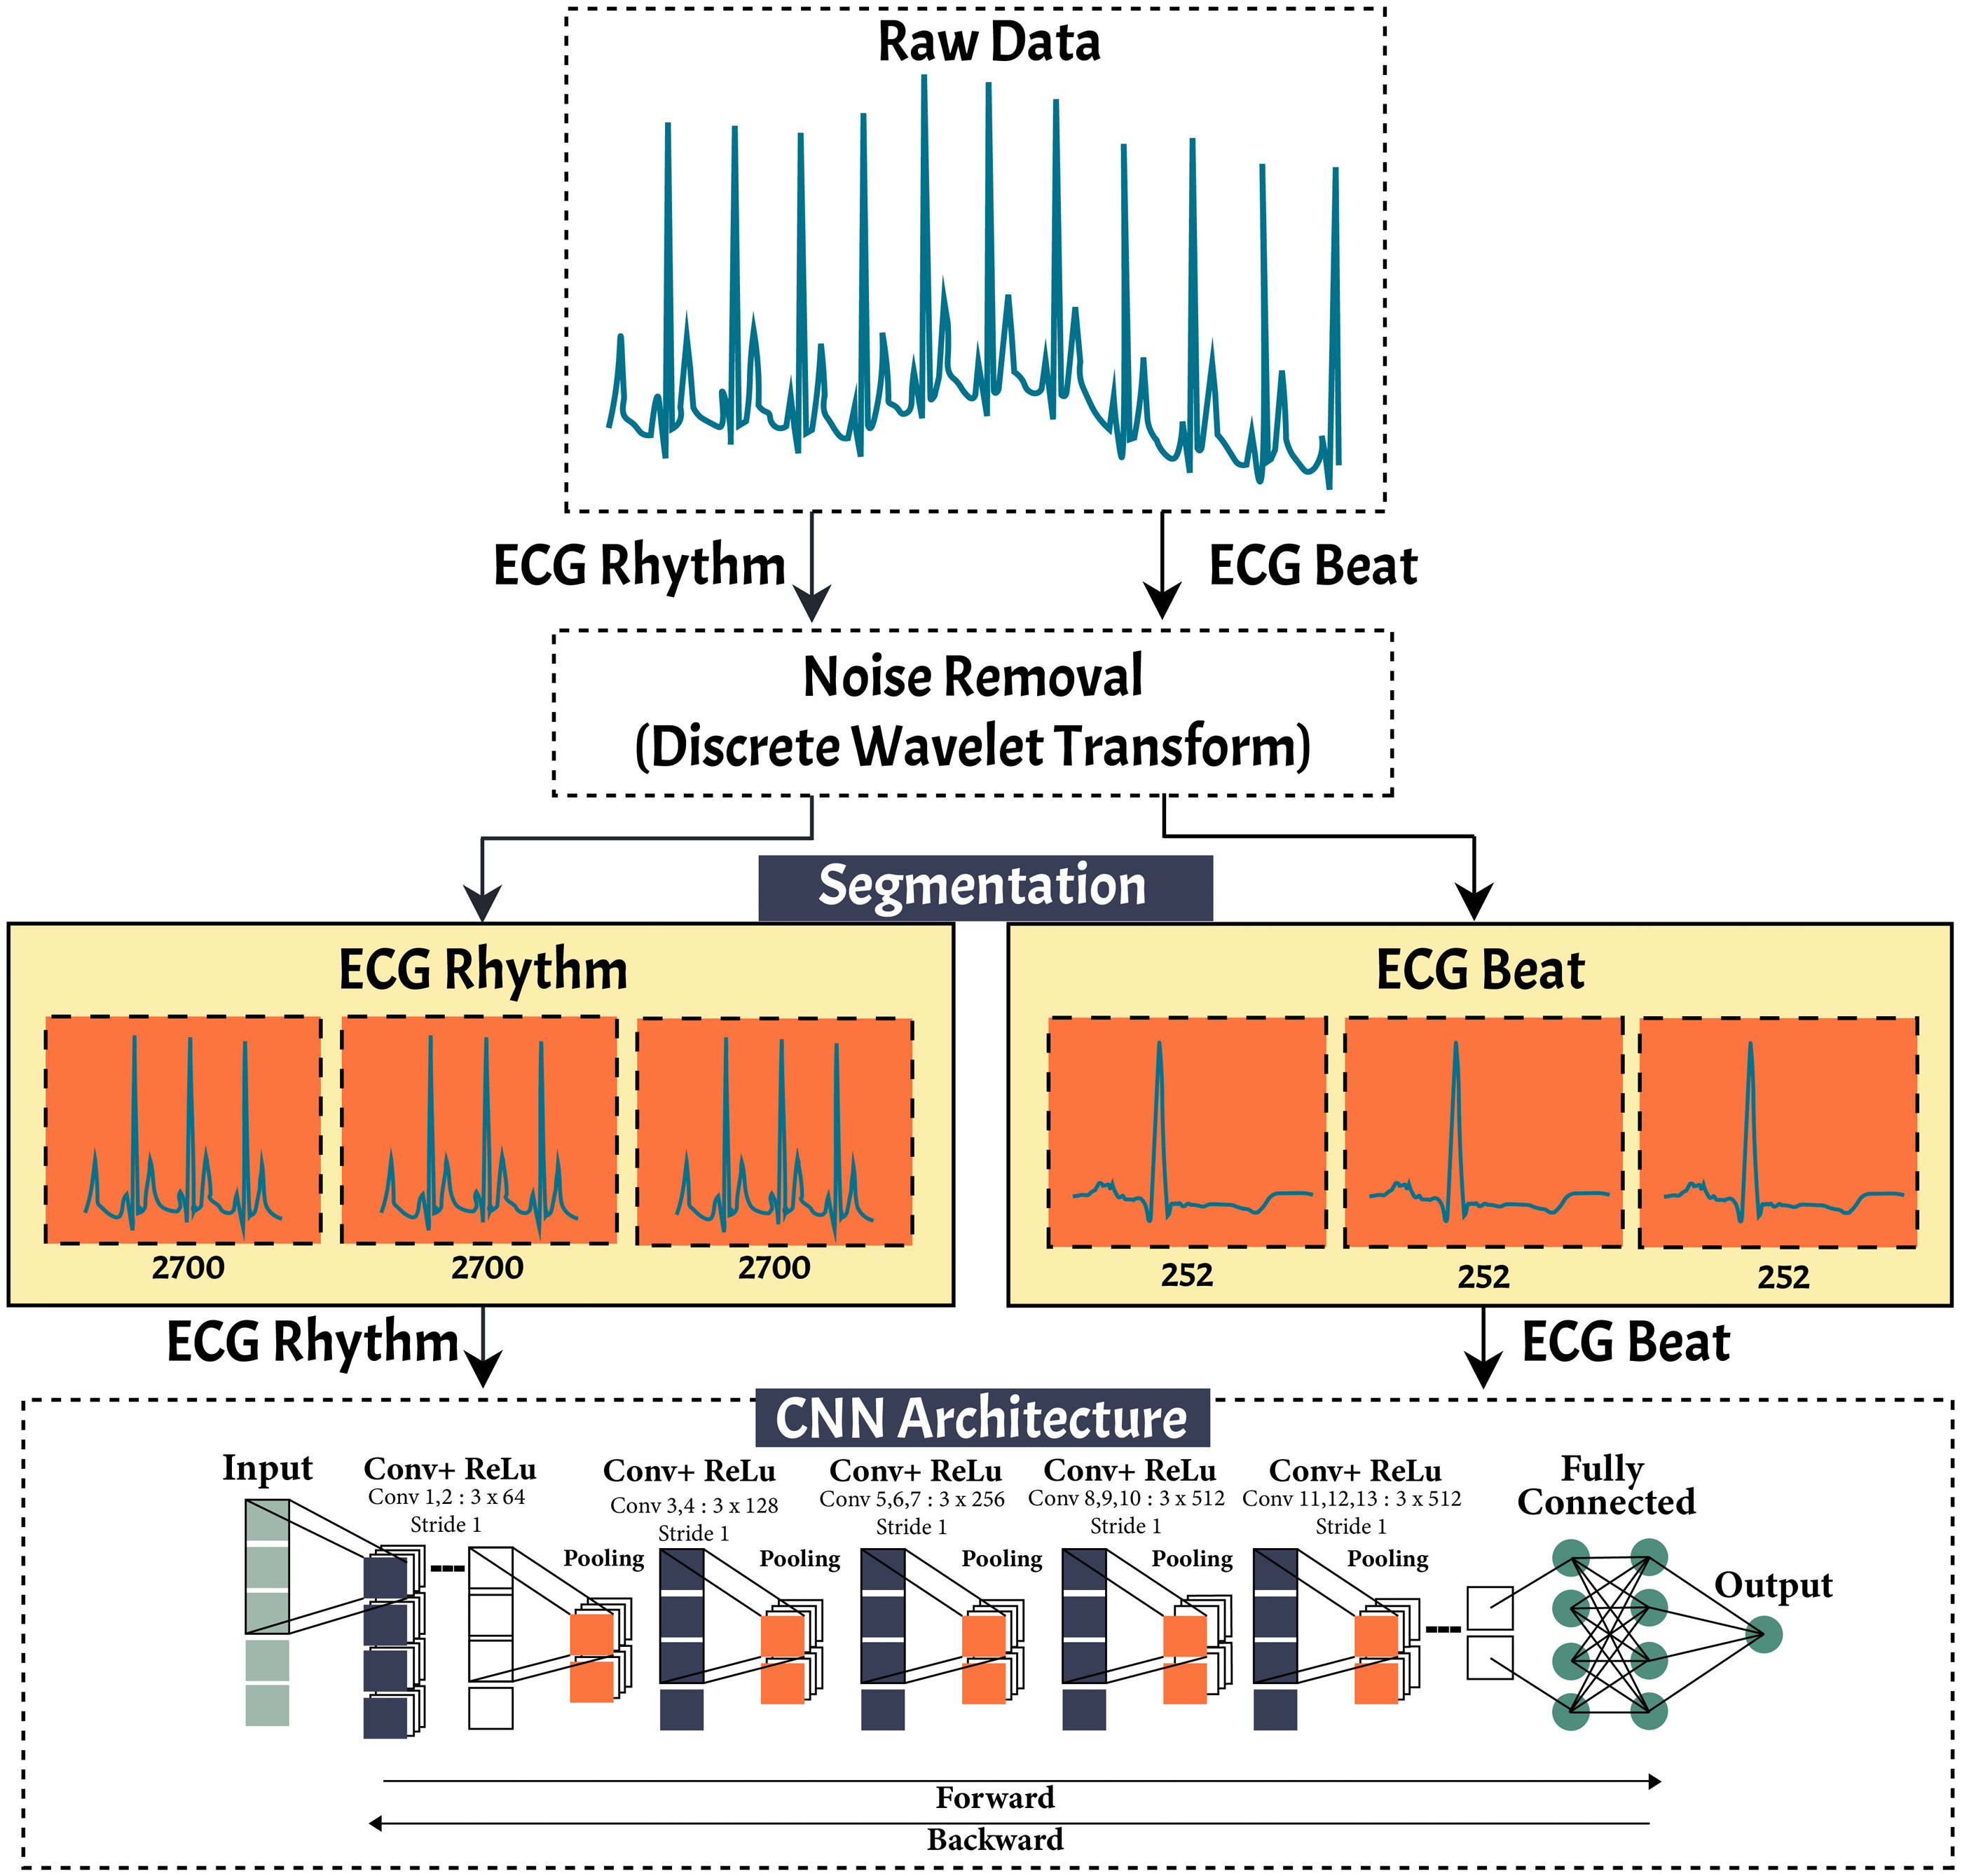 Raw Data
ECG Rhythm
ECG Beat
Noise Removal
(Discrete Wavelet Transform)
Segmentation
ECG Rhythm
2700
2700
2700
ECG Beat
252
252
252
ECG Rhythm
ECG Beat
CNN Architecture
Input
Conv+ ReLu
Conv 1,2 : 3 x 64
Stride 1
Pooling
Conv+ ReLu
Conv 3,4 : 3 x 128
Stride 1
Pooling
Conv+ ReLu
Conv 5,6,7 : 3 x 256
Stride 1
Pooling
Conv+ ReLu
Conv 8,9,10 : 3 x 512
Stride 1
Pooling
Conv+ ReLu
Conv 11,12,13 : 3 x 512
Stride 1
Pooling
Fully
Connected
Output
Forward
Backward